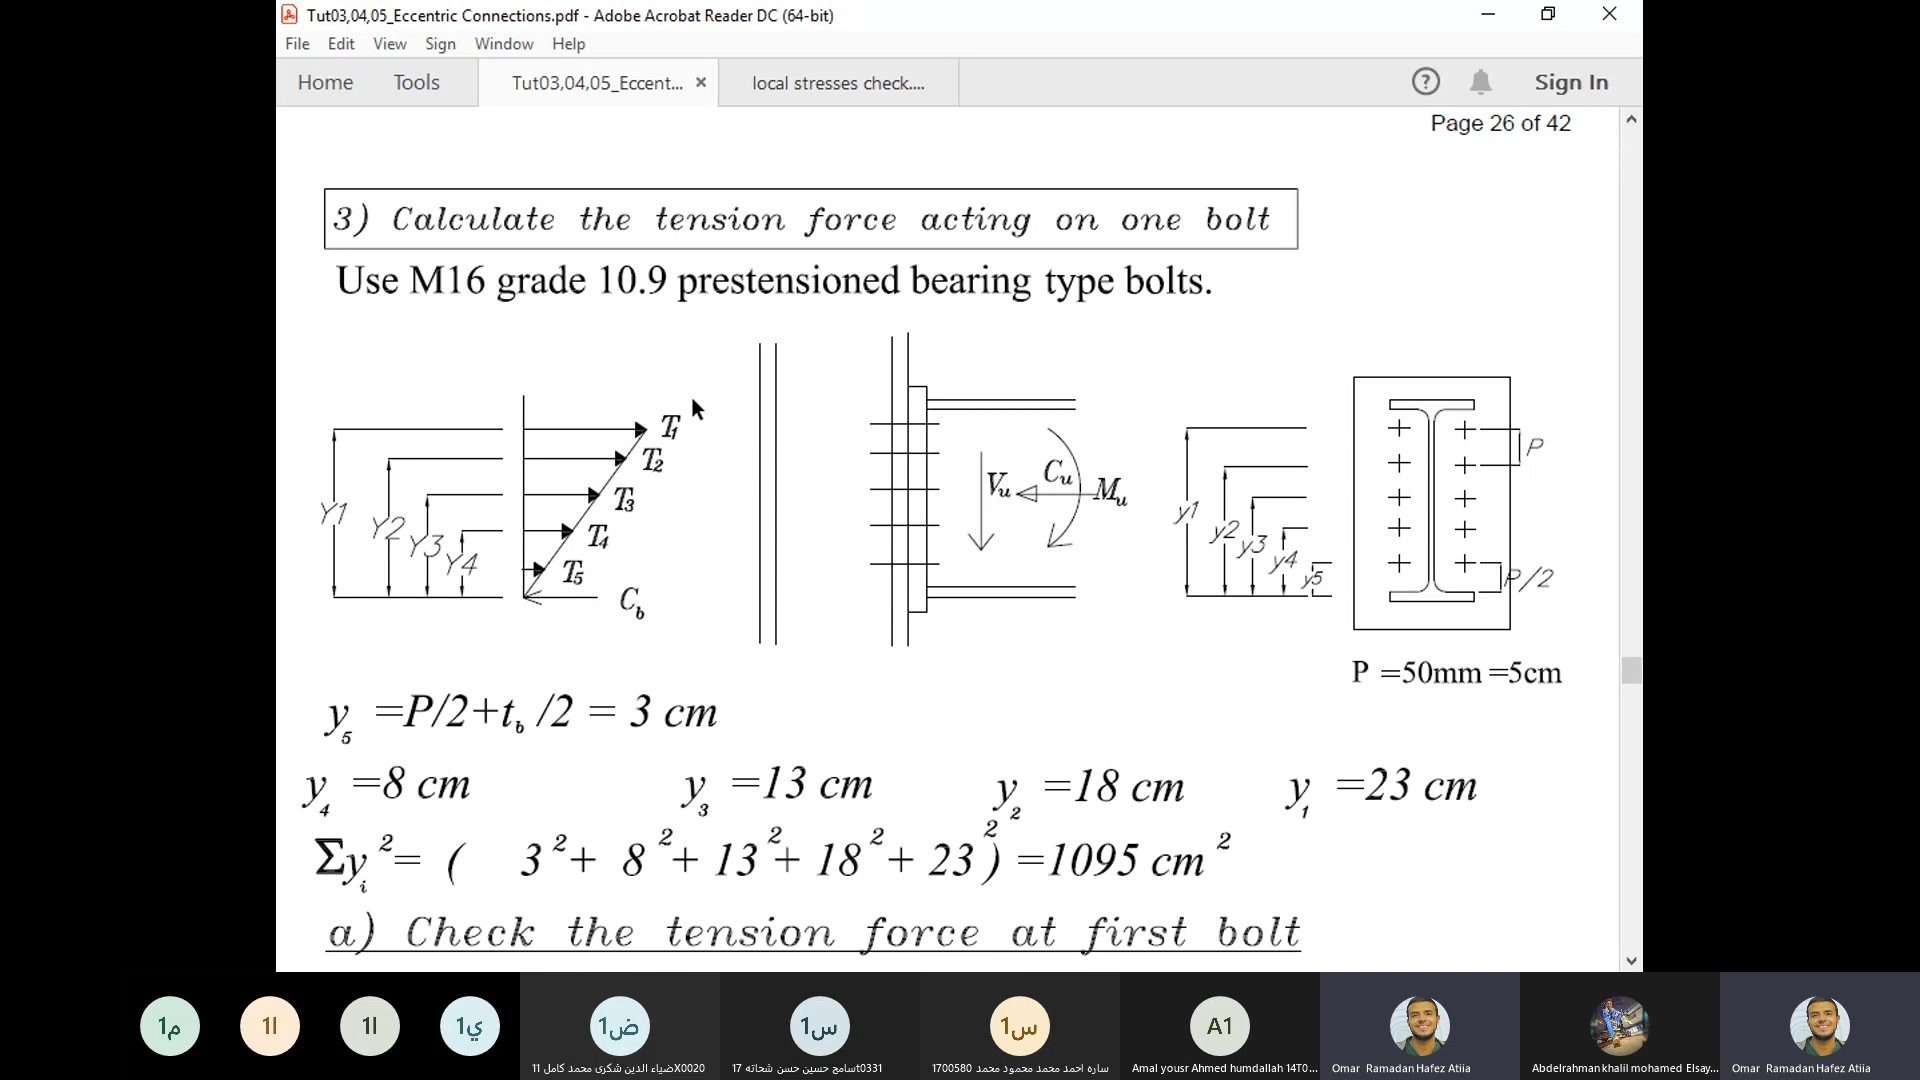 Tut03,04,05_Eccentric Connections.pdf - Adobe Acrobat Reader DC (64-bit)
File Edit View Sign Window Help
Home Tools Tut03,04,05_Eccent... × local stresses check.... ? Sign In
Page 26 of 42
3) Calculate the tension force acting on one bolt
Use M16 grade 10.9 prestensioned bearing type bolts.
T1
T2
T3
T4
T5
Cb
Y1 Y2 Y3 Y4
Vu Cu Mu
y1 y2 y3 y4 y5
P
P/2
P =50mm =5cm
y5 =P/2+tb /2 = 3 cm
y4 =8 cm y3 =13 cm y2 =18 cm y1 =23 cm
Σyi²= ( 3²+ 8²+ 13²+ 18²+ 23²) =1095 cm²
a) Check the tension force at first bolt
م1 1ا 1ا ي1 ض1 س1 س1 A1
ضياء الدين شكرى محمد كامل 11X0020
سامح حسين حسن شحاته 17t0331
ساره احمد محمد محمود محمد 1700580
Amal yousr Ahmed humdallah 14T0...
Omar Ramadan Hafez Atiia
Abdelrahman khalil mohamed Elsay...
Omar Ramadan Hafez Atiia